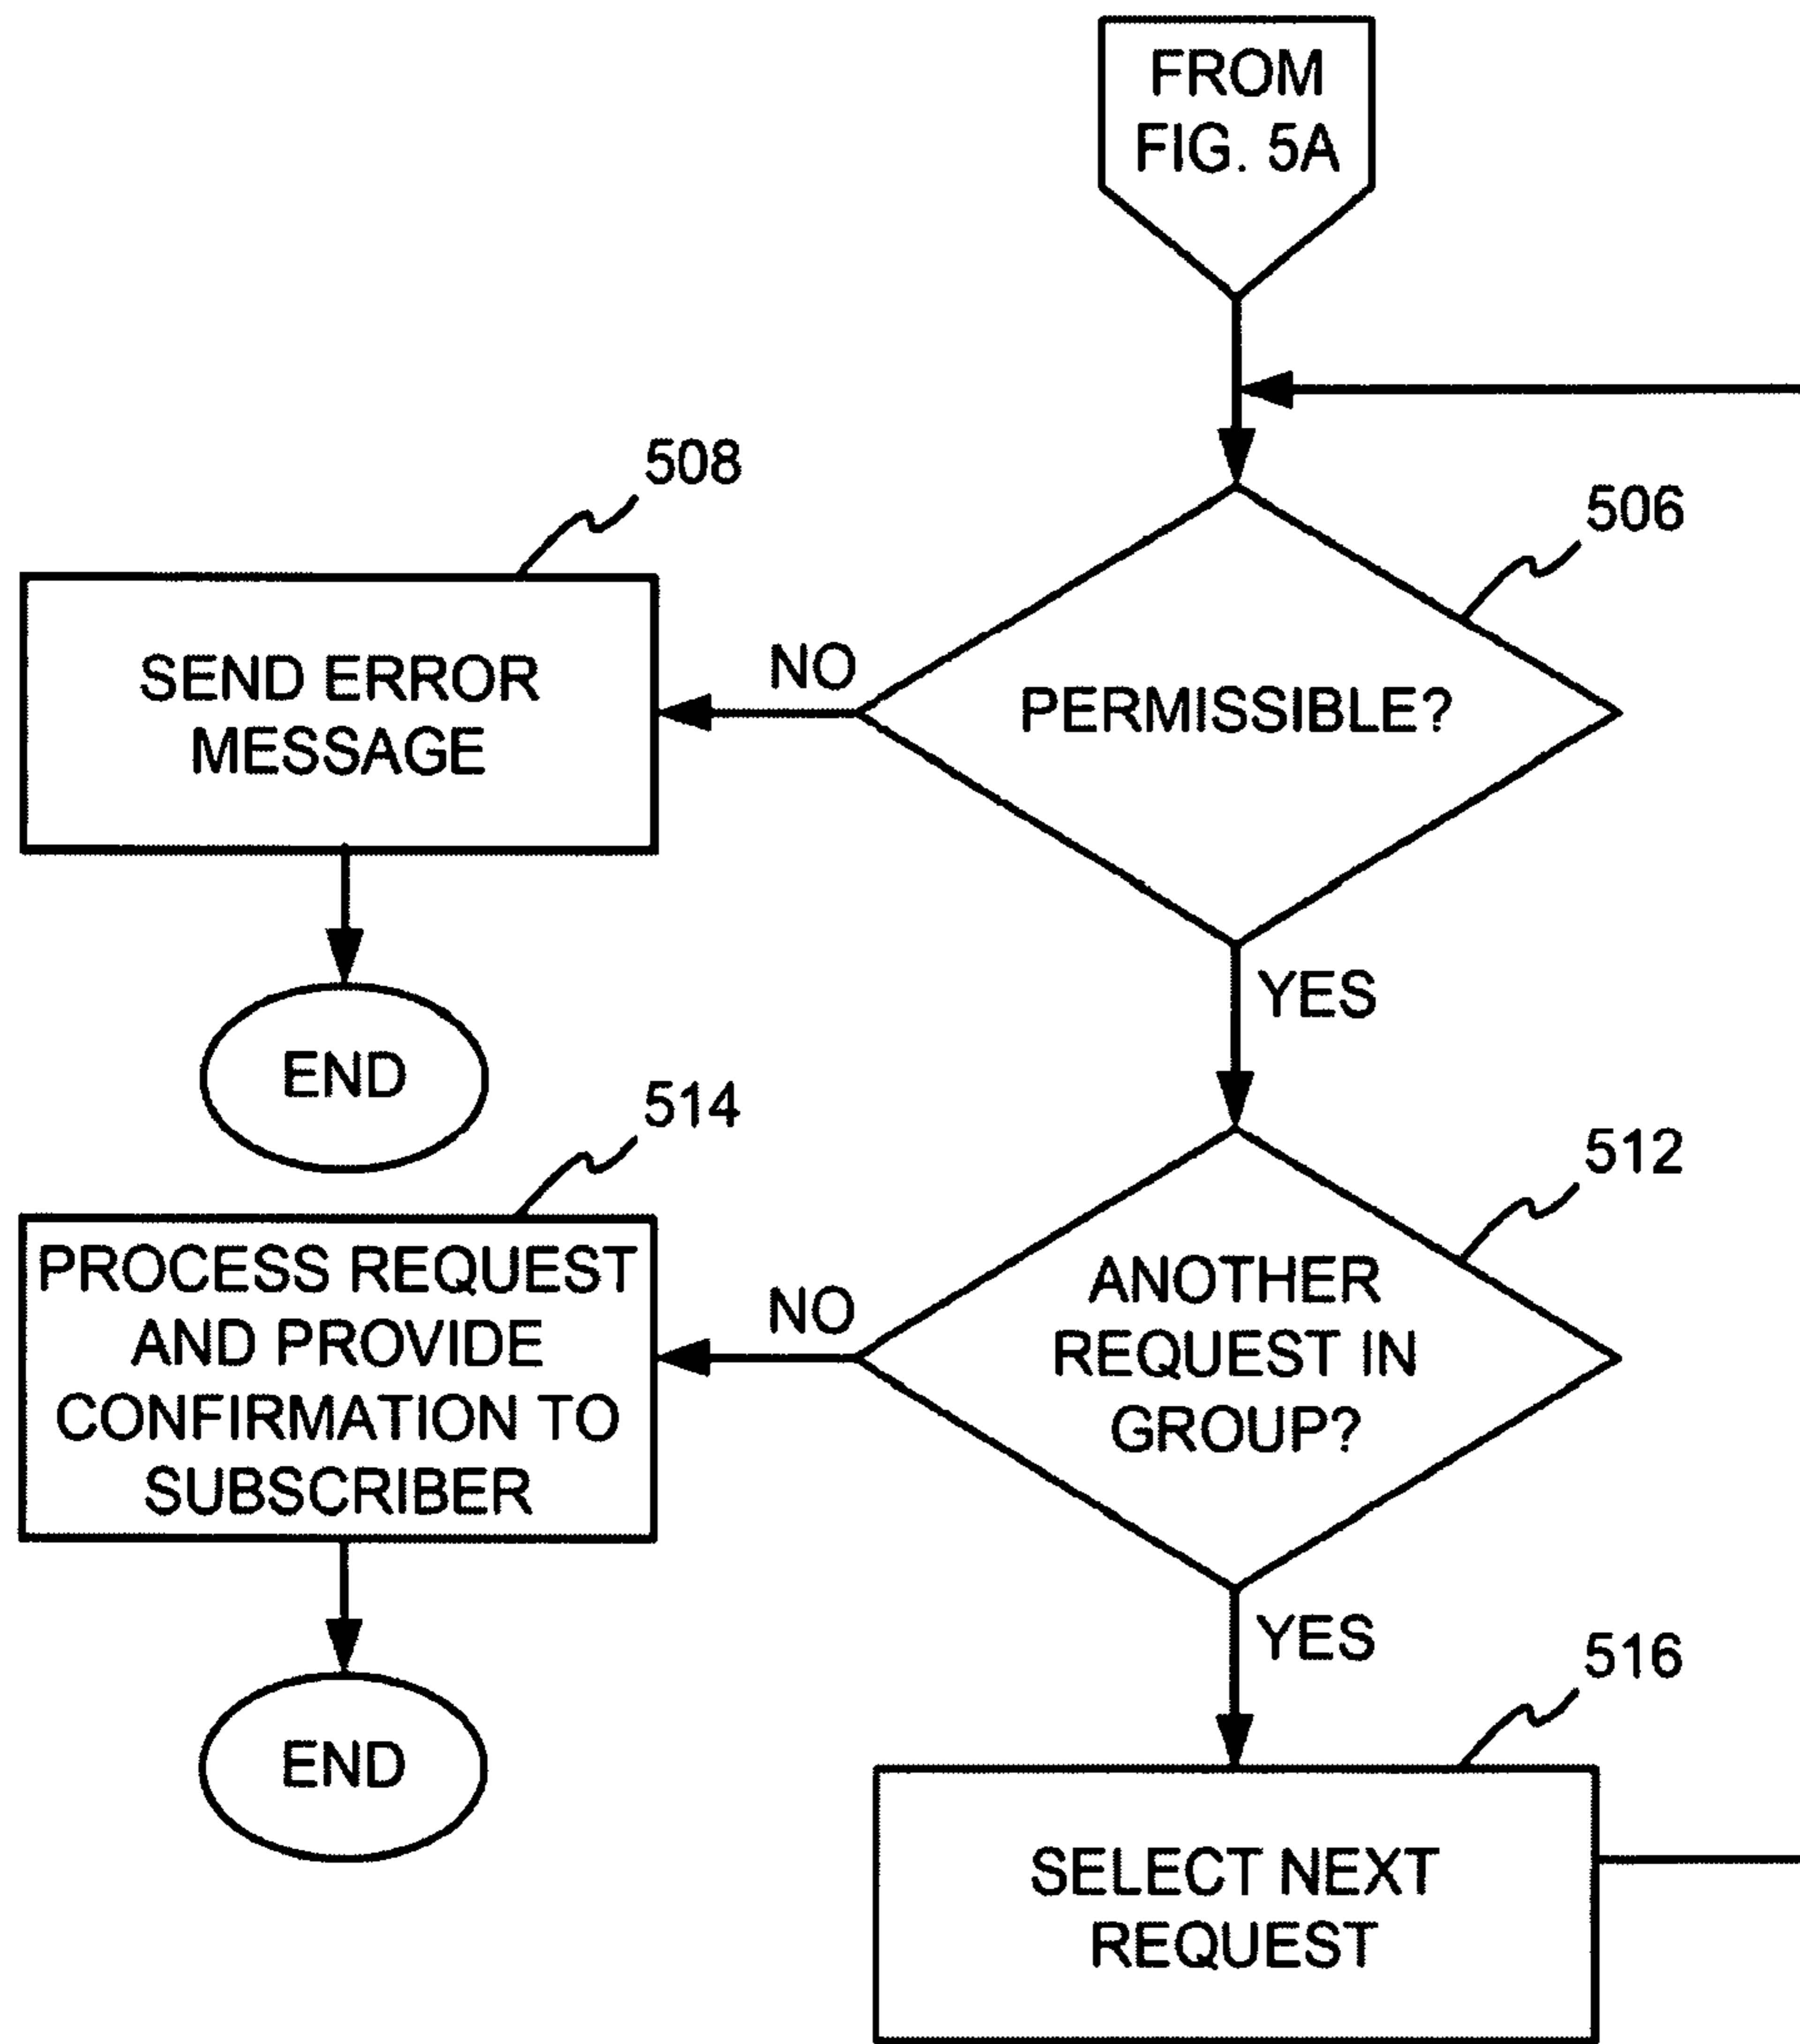 FROM
FIG. 5A
508
506
SEND ERROR
MESSAGE
NO
PERMISSIBLE?
YES
END
514
512
PROCESS REQUEST
AND PROVIDE
CONFIRMATION TO
SUBSCRIBER
NO
ANOTHER
REQUEST IN
GROUP?
YES
516
END
SELECT NEXT
REQUEST